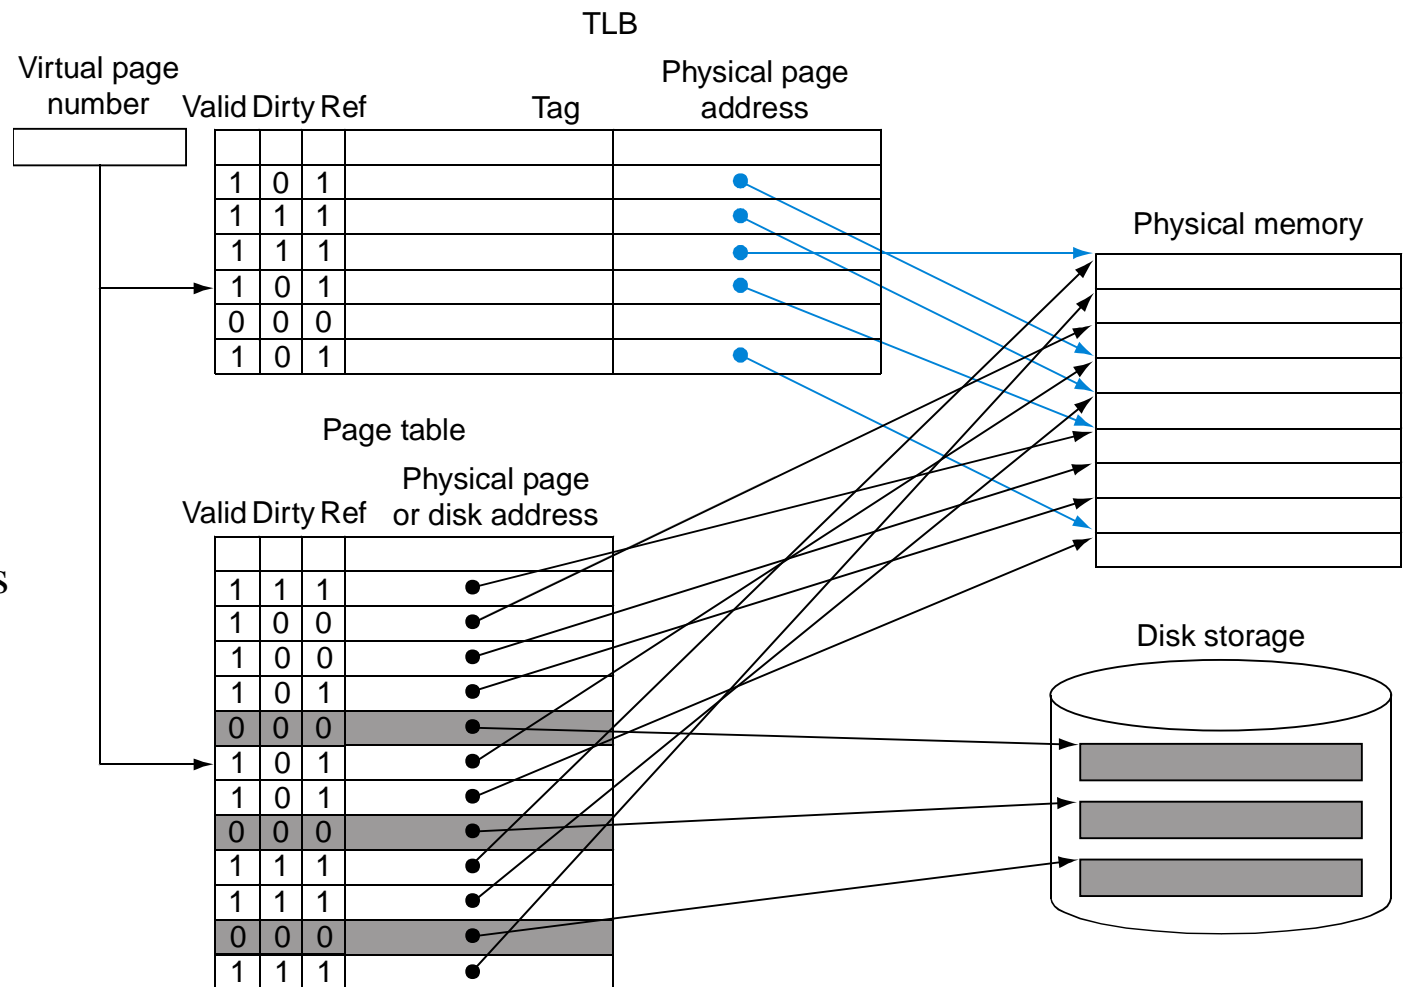 TLB
Virtual page
number
Valid Dirty Ref
Tag
Physical page
address
1 0 1
1 1 1
1 1 1
1 0 1
0 0 0
1 0 1
Physical memory
Page table
Valid Dirty Ref
Physical page
or disk address
1 1 1
1 0 0
1 0 0
1 0 1
0 0 0
1 0 1
1 0 1
0 0 0
1 1 1
1 1 1
0 0 0
1 1 1
s
Disk storage